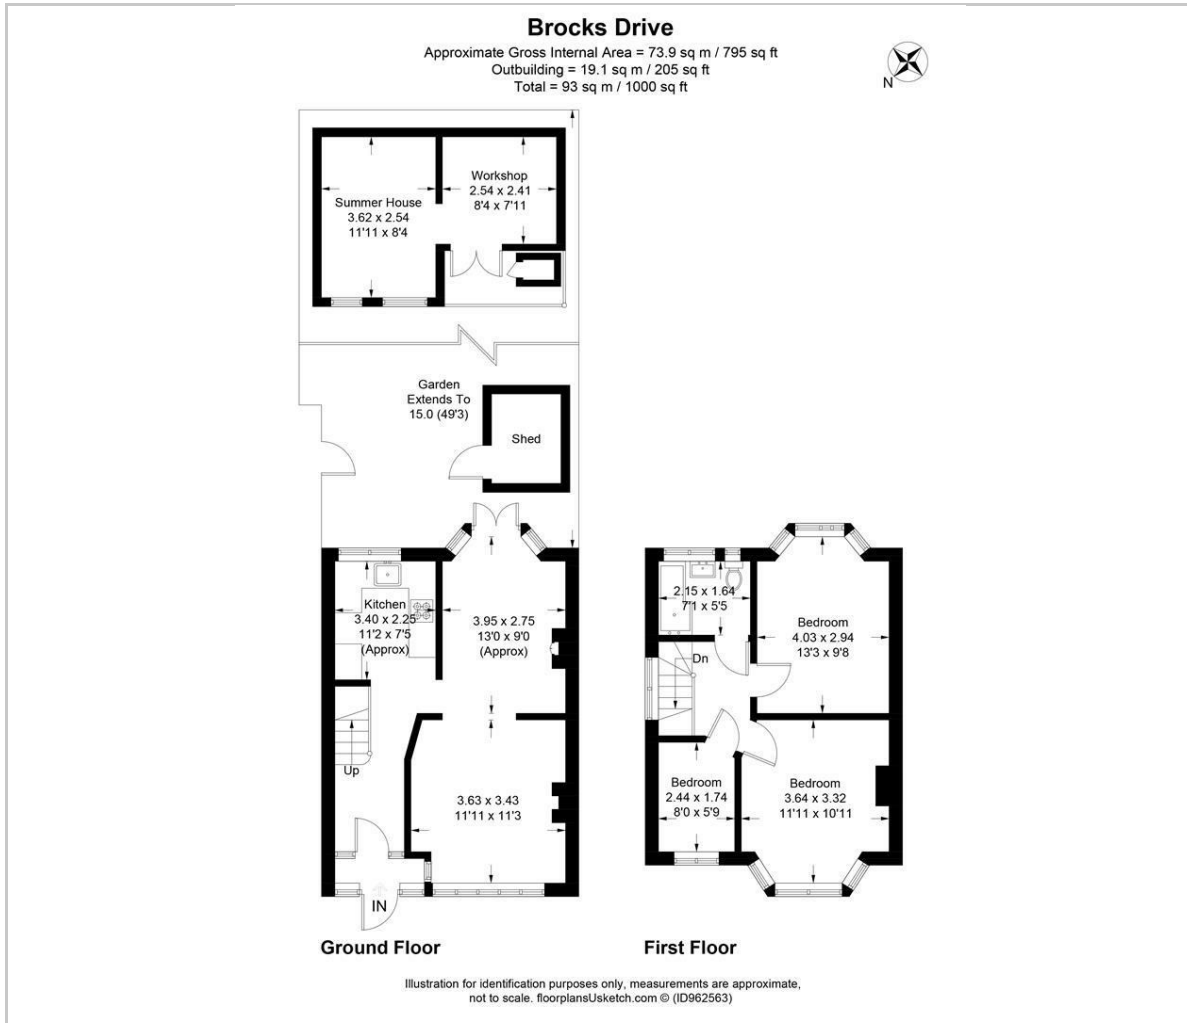 Brocks Drive
Approximate Gross Internal Area = 73.9 sq m / 795 sq ft
Outbuilding = 19.1 sq m / 205 sq ft
Total = 93 sq m / 1000 sq ft
N
Summer House
3.62 x 2.54
11'11 x 8'4
Workshop
2.54 x 2.41
8'4 x 7'11
Garden
Extends To
15.0 (49'3)
Shed
Kitchen
3.40 x 2.25
11'2 x 7'5
(Approx)
3.95 x 2.75
13'0 x 9'0
(Approx)
Up
3.63 x 3.43
11'11 x 11'3
IN
Ground Floor
2.15 x 1.64
7'1 x 5'5
Bedroom
4.03 x 2.94
13'3 x 9'8
Dn
Bedroom
2.44 x 1.74
8'0 x 5'9
Bedroom
3.64 x 3.32
11'11 x 10'11
First Floor
Illustration for identification purposes only, measurements are approximate,
not to scale. floorplansUsketch.com © (ID962563)